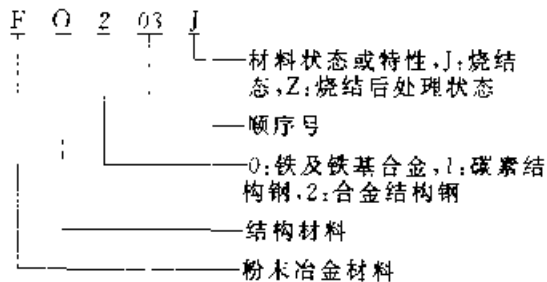 F O 2 03 J
材料状态或特性,J:烧结
态,Z:烧结后处理状态
顺序号
0:铁及铁基合金,1:碳素结
构钢,2:合金结构钢
结构材料
粉末冶金材料